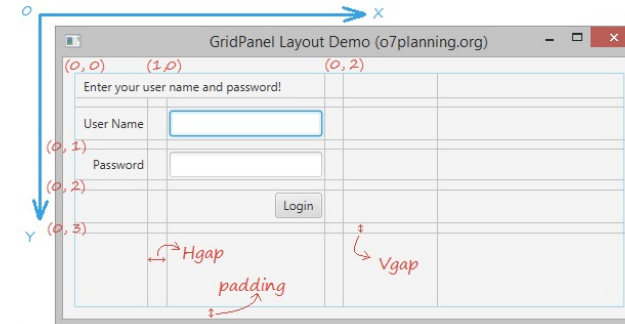 O X
GridPanel Layout Demo (o7planning.org)
(0, 0) (1,0) (0, 2)
Enter your user name and password!
User Name
(0, 1)
Password
(0, 2)
Login
Y (0, 3)
Hgap
Vgap
padding